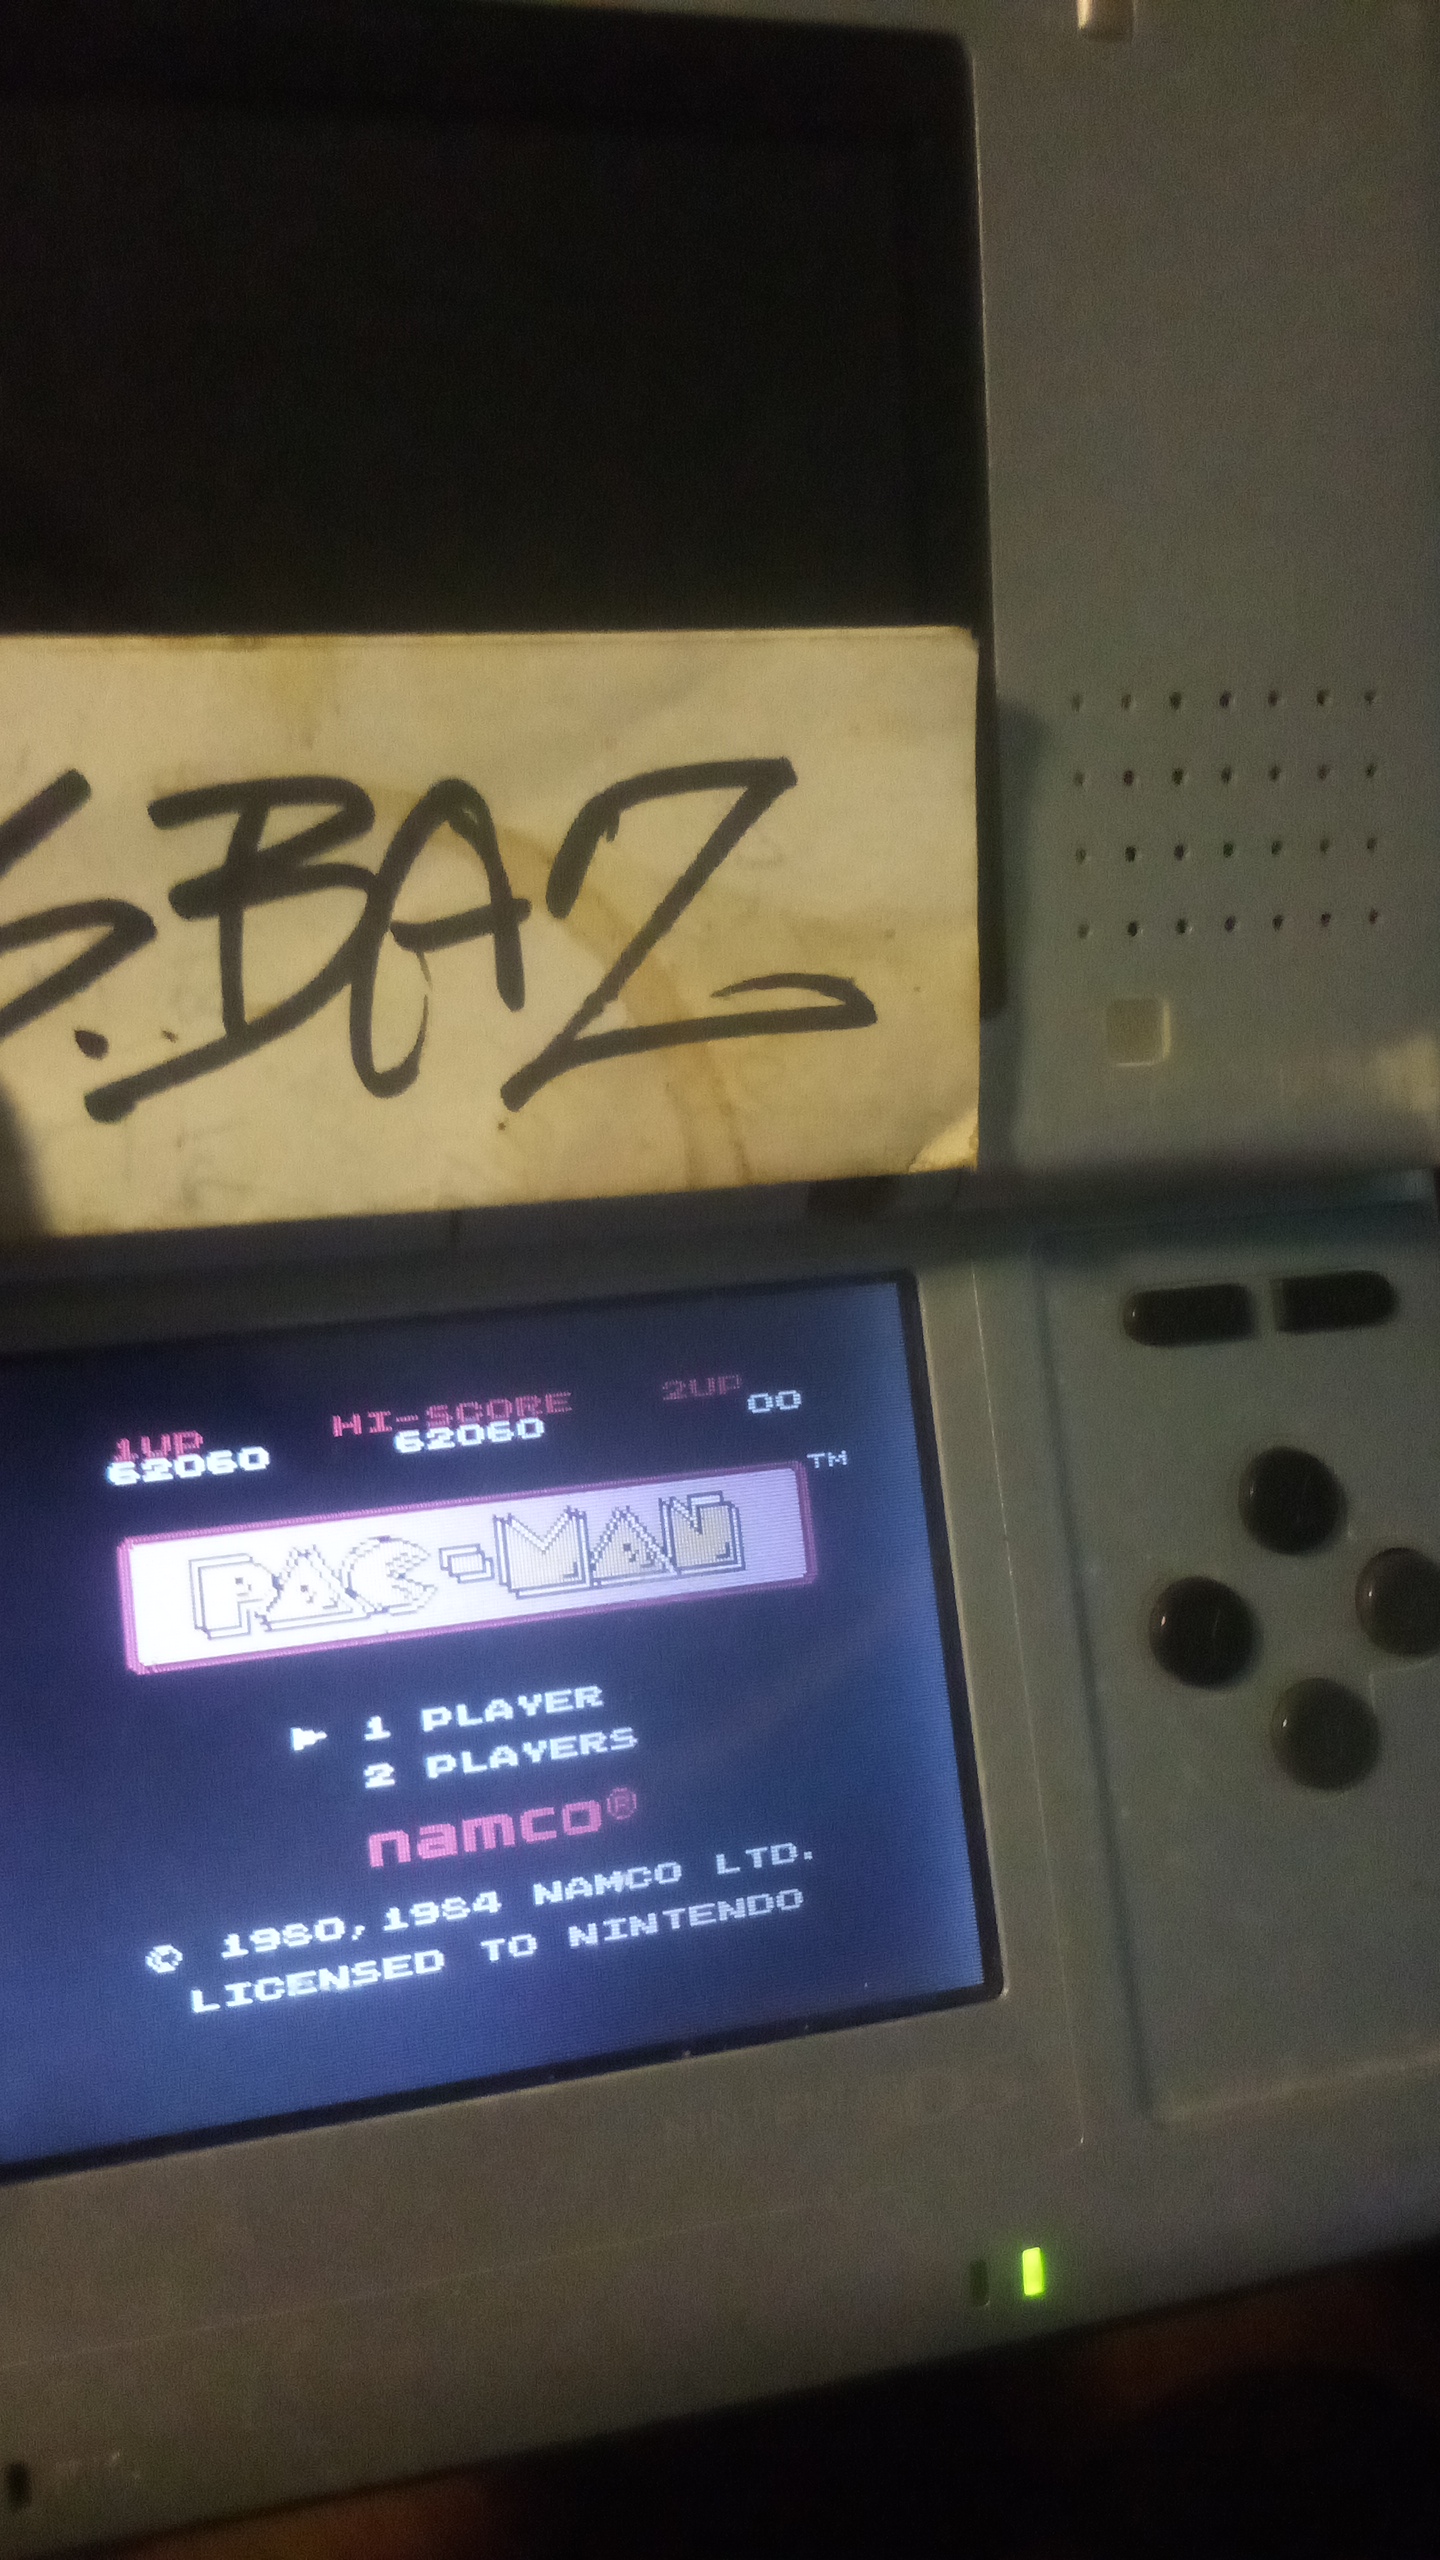 S.BAZ
1UP HI-SCORE 2UP
62060 62060 00
PAC-MAN TM
► 1 PLAYER
2 PLAYERS
namco®
© 1980,1984 NAMCO LTD.
LICENSED TO NINTENDO